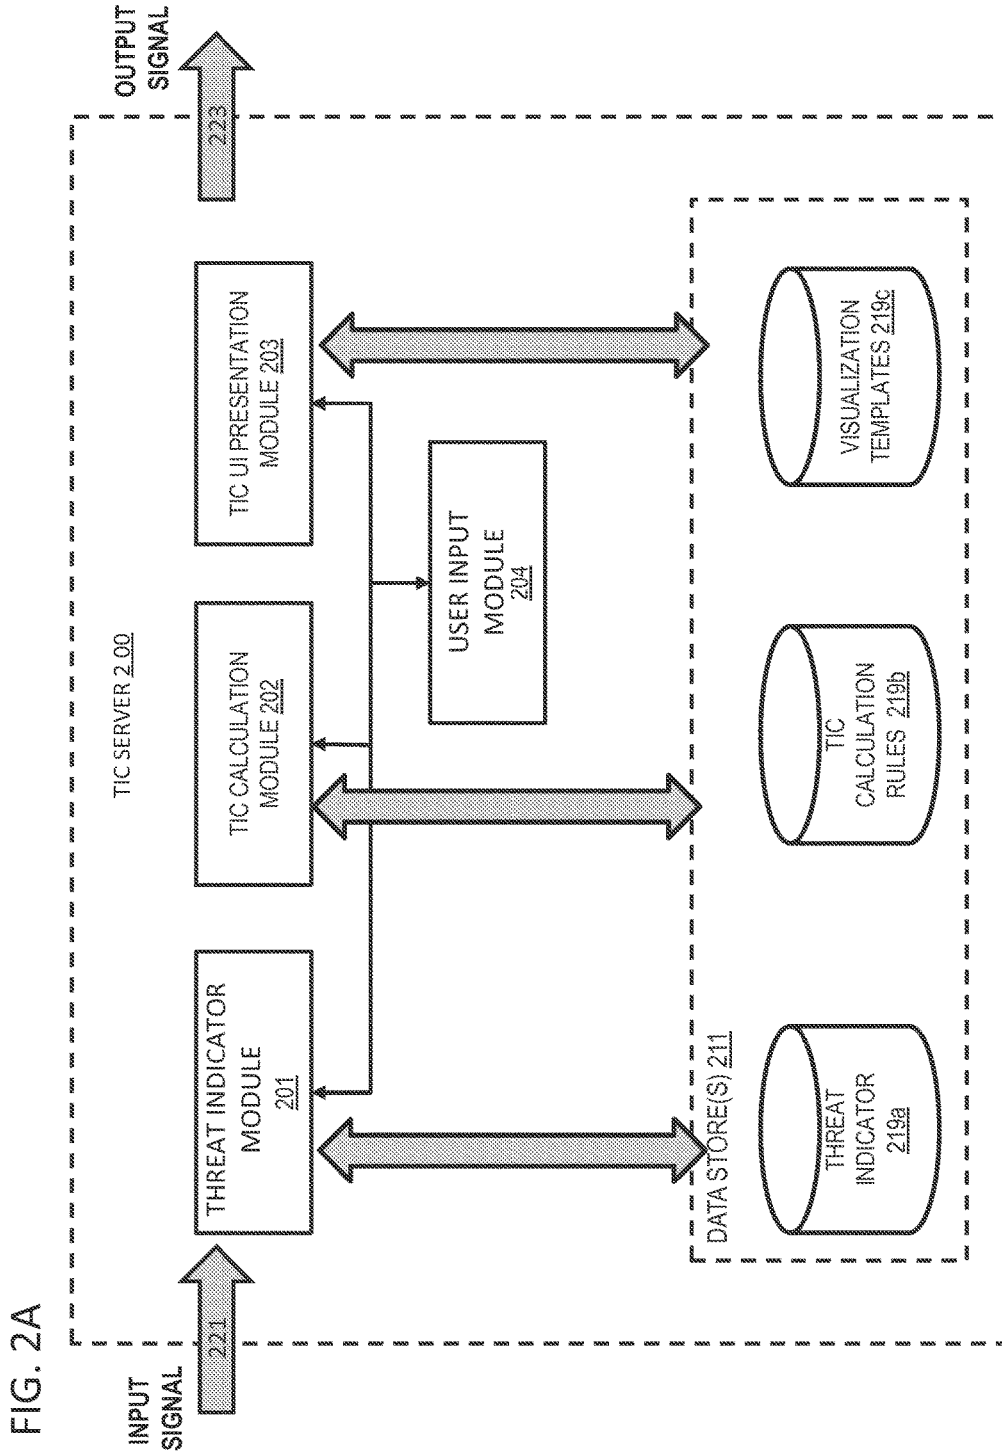 FIG. 2A
TIC SERVER 200
INPUT
SIGNAL
221
THREAT INDICATOR
MODULE
201
TIC CALCULATION
MODULE 202
TIC UI PRESENTATION
MODULE 203
223
OUTPUT
SIGNAL
USER INPUT
MODULE
204
DATA STORE(S) 211
THREAT
INDICATOR
219a
TIC
CALCULATION
RULES 219b
VISUALIZATION
TEMPLATES 219c